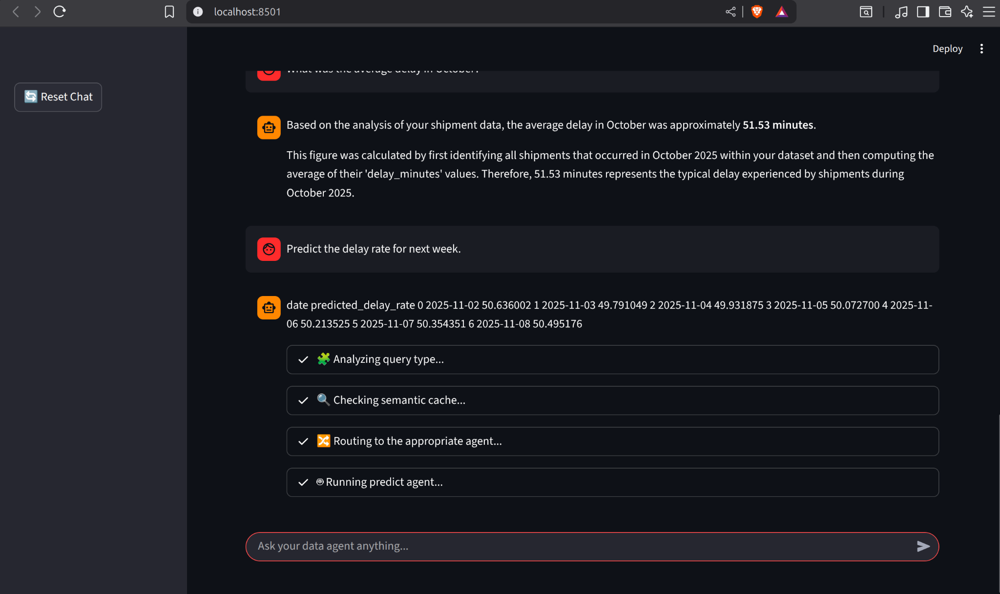 localhost:8501
Deploy
Reset Chat
What was the average delay in October?
Based on the analysis of your shipment data, the average delay in October was approximately 51.53 minutes.
This figure was calculated by first identifying all shipments that occurred in October 2025 within your dataset and then computing the
average of their 'delay_minutes' values. Therefore, 51.53 minutes represents the typical delay experienced by shipments during
October 2025.
Predict the delay rate for next week.
date predicted_delay_rate 0 2025-11-02 50.636002 1 2025-11-03 49.791049 2 2025-11-04 49.931875 3 2025-11-05 50.072700 4 2025-11-
06 50.213525 5 2025-11-07 50.354351 6 2025-11-08 50.495176
Analyzing query type...
Checking semantic cache...
Routing to the appropriate agent...
Running predict agent...
Ask your data agent anything...